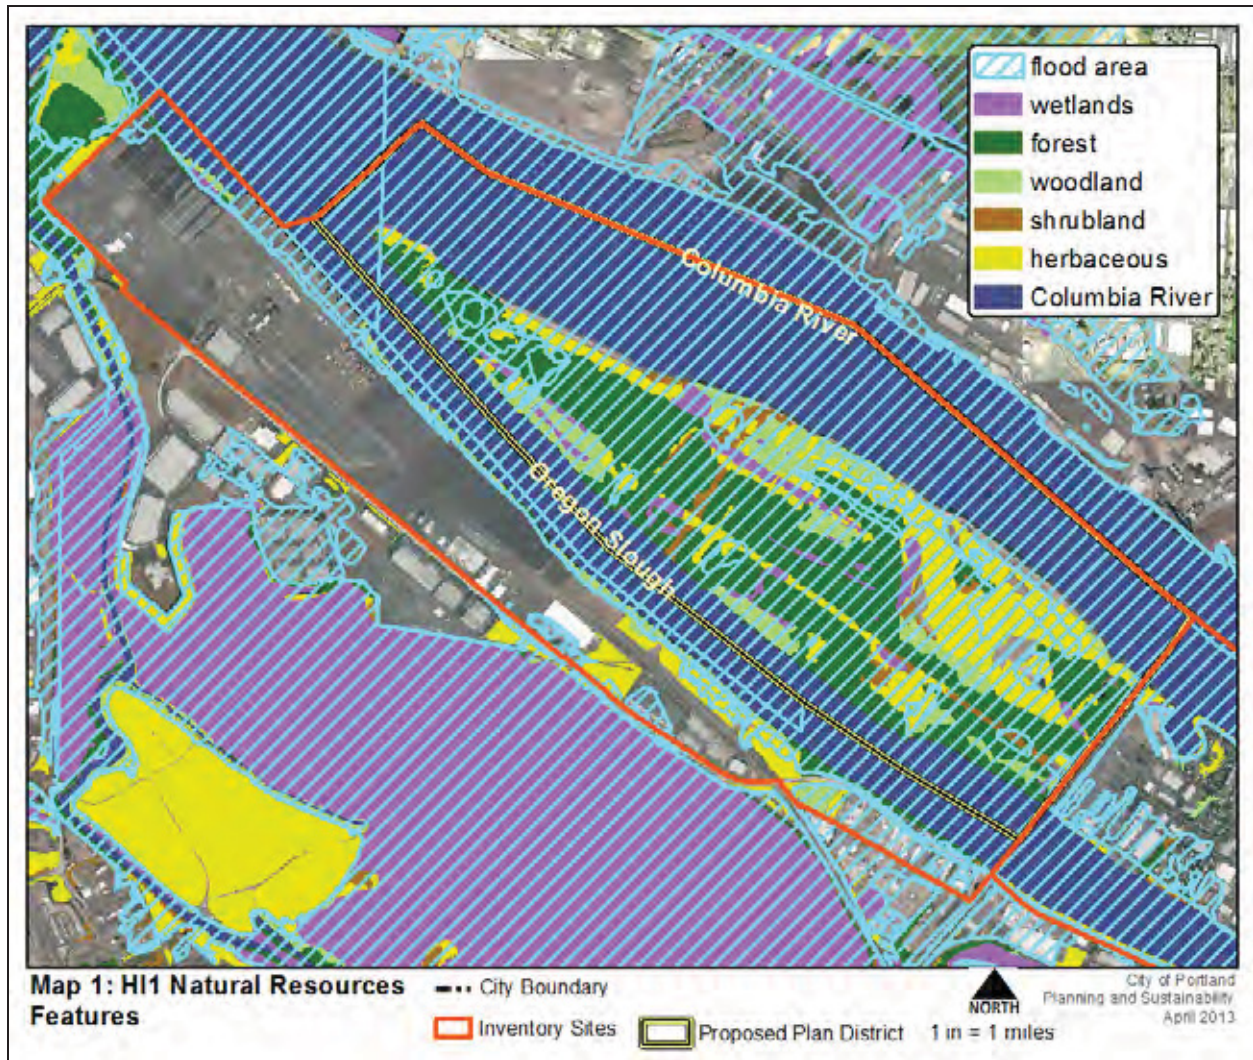 flood area
wetlands
forest
woodland
shrubland
herbaceous
Columbia River
Columbia River
Oregon Slough
Map 1: HI1 Natural Resources
Features
City Boundary
Inventory Sites
Proposed Plan District
1 in = 1 miles
NORTH
City of Portland
Planning and Sustainability
April 2013